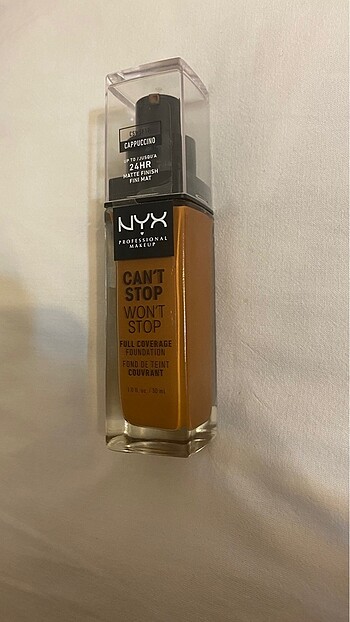 CAPPUCCINO
UP TO / JUSQU'À
24HR
MATTE FINISH
FINI MAT
NYX
PROFESSIONAL
MAKEUP
CAN'T
STOP
WON'T
STOP
FULL COVERAGE
FOUNDATION
FOND DE TEINT
COUVRANT